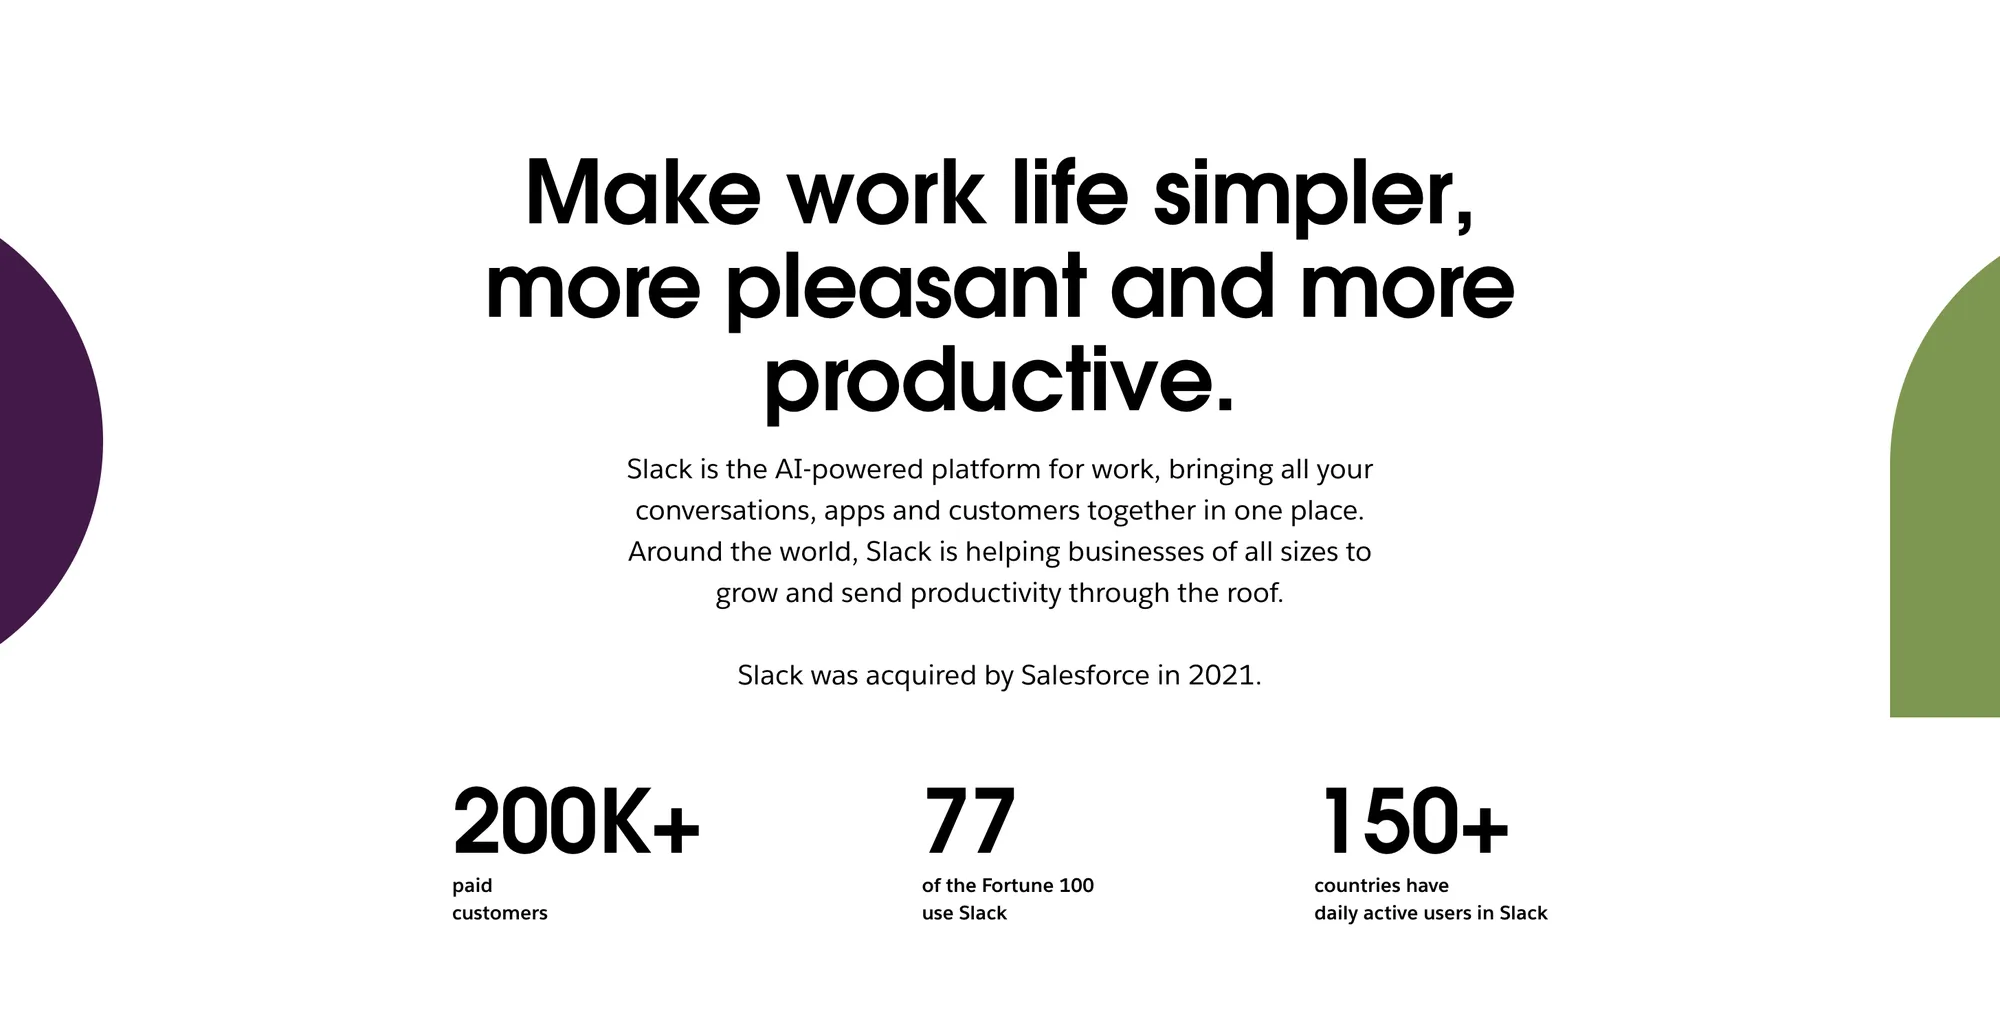 Make work life simpler,
more pleasant and more
productive.
Slack is the AI-powered platform for work, bringing all your
conversations, apps and customers together in one place.
Around the world, Slack is helping businesses of all sizes to
grow and send productivity through the roof.
Slack was acquired by Salesforce in 2021.
200K+
paid
customers
77
of the Fortune 100
use Slack
150+
countries have
daily active users in Slack